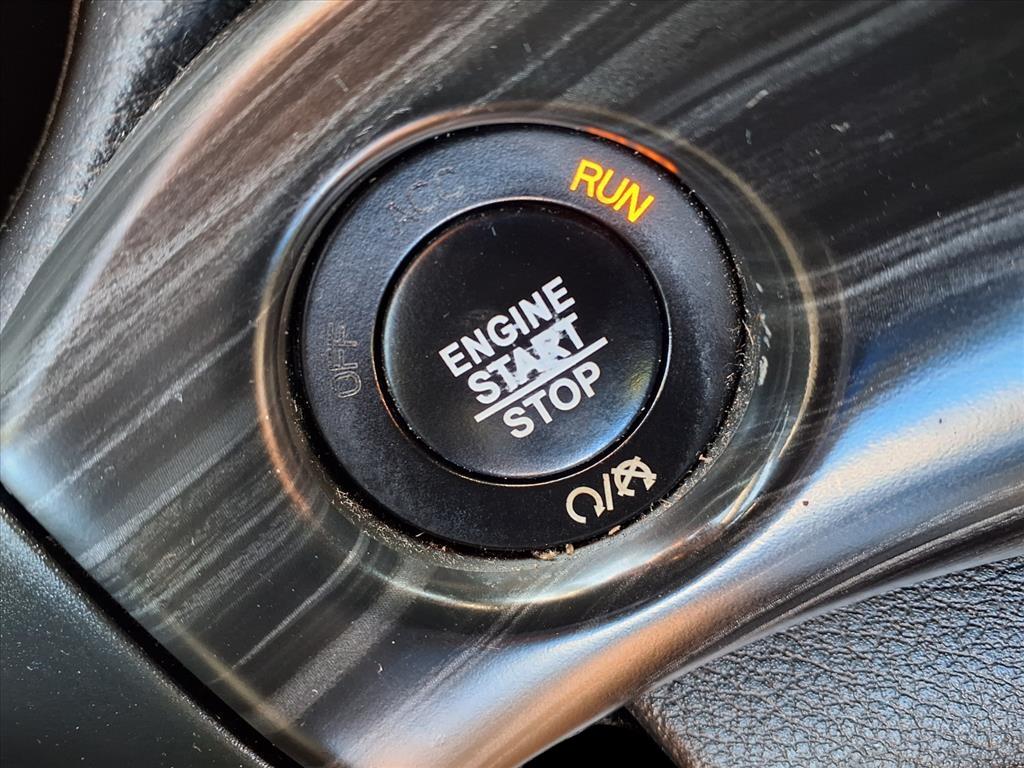 ACC
RUN
OFF
ENGINE
START
STOP